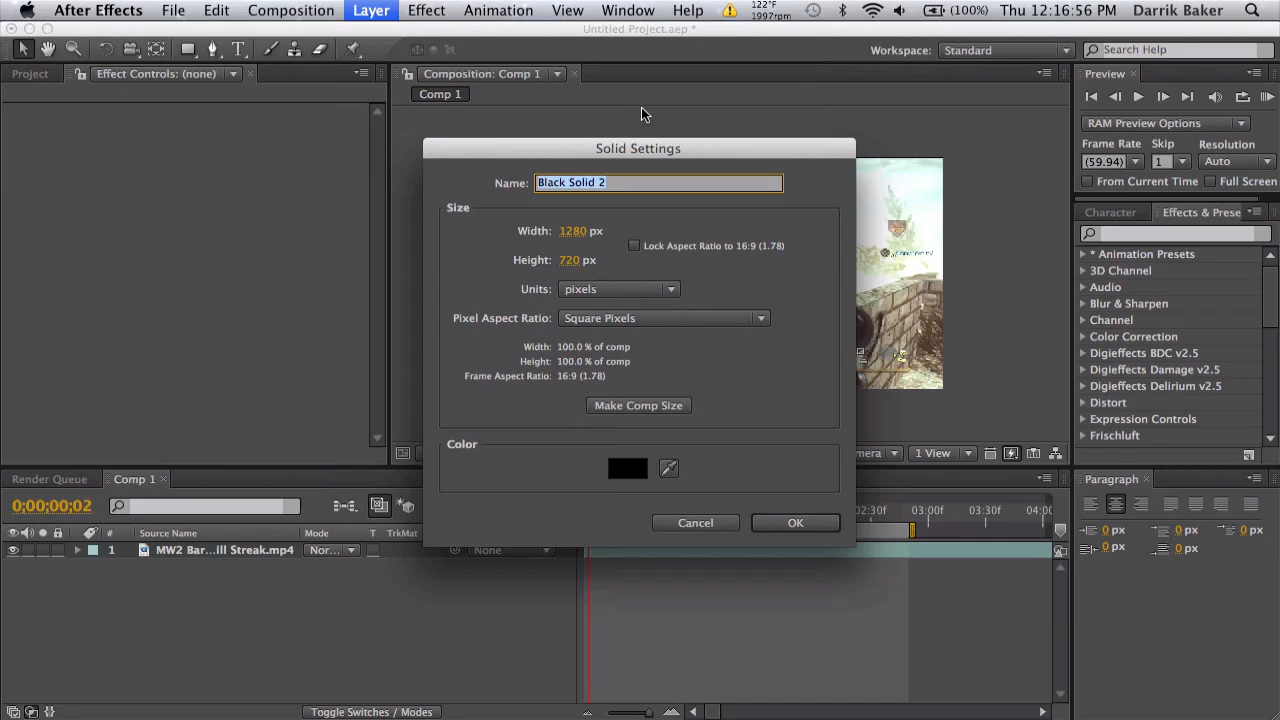 After Effects File Edit Composition Layer Effect Animation View Window Help 122°F 1997rpm (100%) Thu 12:16:56 PM Darrik Baker
Untitled Project.aep *
Workspace: Standard Search Help
Project Effect Controls: (none) Composition: Comp 1 Preview
Comp 1
RAM Preview Options
Frame Rate Skip Resolution
(59.94) 1 Auto
From Current Time Full Screen
Character Effects & Prese
* Animation Presets
3D Channel
Audio
Blur & Sharpen
Channel
Color Correction
Digieffects BDC v2.5
Digieffects Damage v2.5
Digieffects Delirium v2.5
Distort
Expression Controls
Frischluft
Solid Settings
Name: Black Solid 2
Size
Width: 1280 px
Lock Aspect Ratio to 16:9 (1.78)
Height: 720 px
Units: pixels
Pixel Aspect Ratio: Square Pixels
Width: 100.0 % of comp
Height: 100.0 % of comp
Frame Aspect Ratio: 16:9 (1.78)
Make Comp Size
Color
Cancel OK
mera 1 View
Render Queue Comp 1 Paragraph
0;00;00;02
02:30f 03:00f 03:30f 04:00
# Source Name Mode T TrkMat
1 MW2 Bar...ill Streak.mp4 Nor... None
0 px 0 px 0 px
0 px 0 px
Toggle Switches / Modes